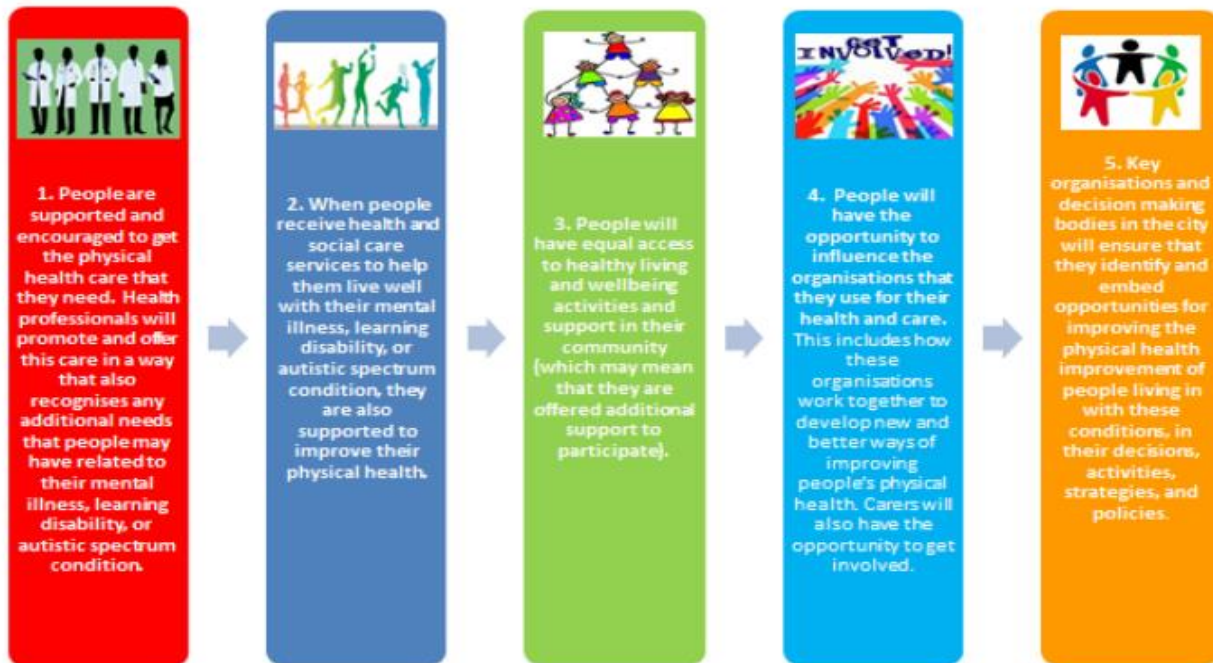 1. People are
supported and
encouraged to get
the physical
health care that
they need. Health
professionals will
promote and offer
this care in a way
that also
recognises any
additional needs
that people may
have related to
their mental
illness, learning
disability, or
autistic spectrum
condition.
2. When people
receive health and
social care
services to help
them live well
with their mental
illness, learning
disability, or
autistic spectrum
condition, they
are also
supported to
improve their
physical health.
3. People will
have equal access
to healthy living
and wellbeing
activities and
support in their
community
(which may mean
that they are
offered additional
support to
participate).
GET
INVOLVED!
4. People will
have the
opportunity to
influence the
organisations that
they use for their
health and care.
This includes how
these
organisations
work together to
develop new and
better ways of
improving
people's physical
health. Carers will
also have the
opportunity to get
involved.
5. Key
organisations and
decision making
bodies in the city
will ensure that
they identify and
embed
opportunities for
improving the
physical health
improvement of
people living in
with these
conditions, in
their decisions,
activities,
strategies, and
policies.